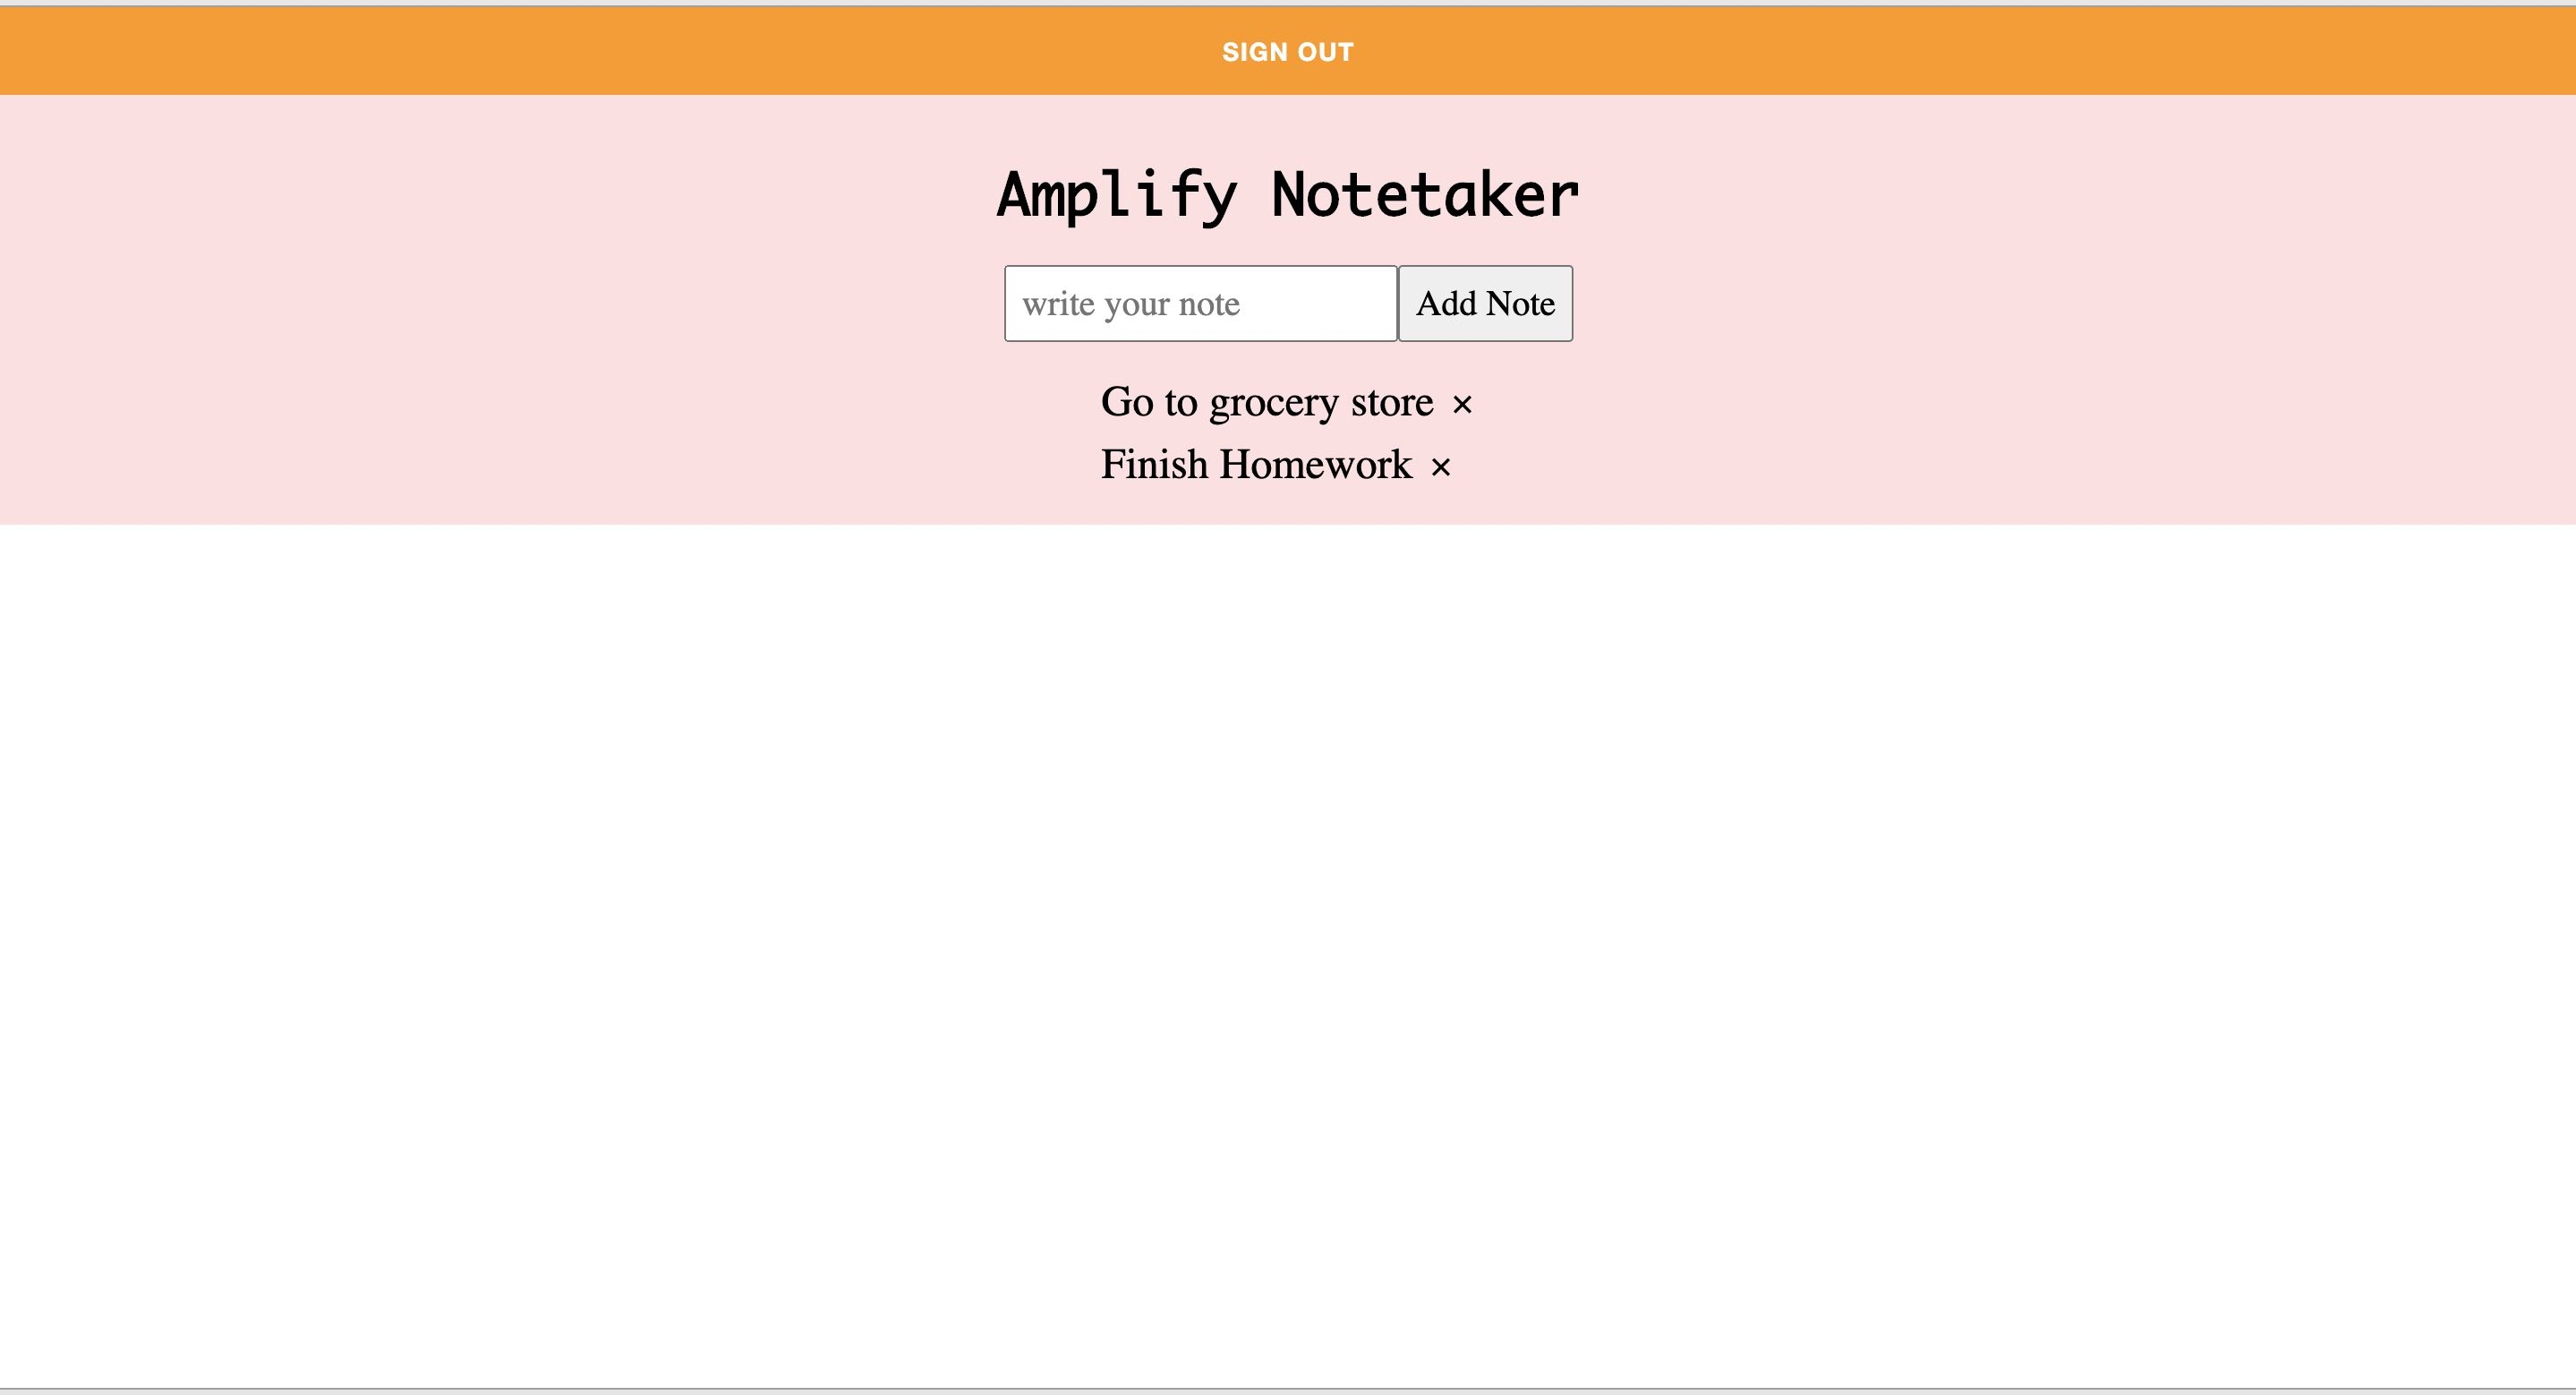 SIGN OUT
Amplify Notetaker
write your note Add Note
Go to grocery store ×
Finish Homework ×